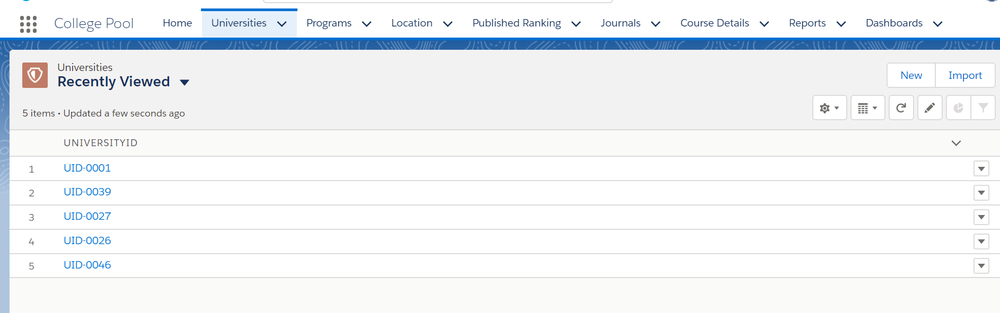 College Pool Home Universities Programs Location Published Ranking Journals Course Details Reports Dashboards
Universities
Recently Viewed
New Import
5 items • Updated a few seconds ago
UNIVERSITYID
1 UID-0001
2 UID-0039
3 UID-0027
4 UID-0026
5 UID-0046